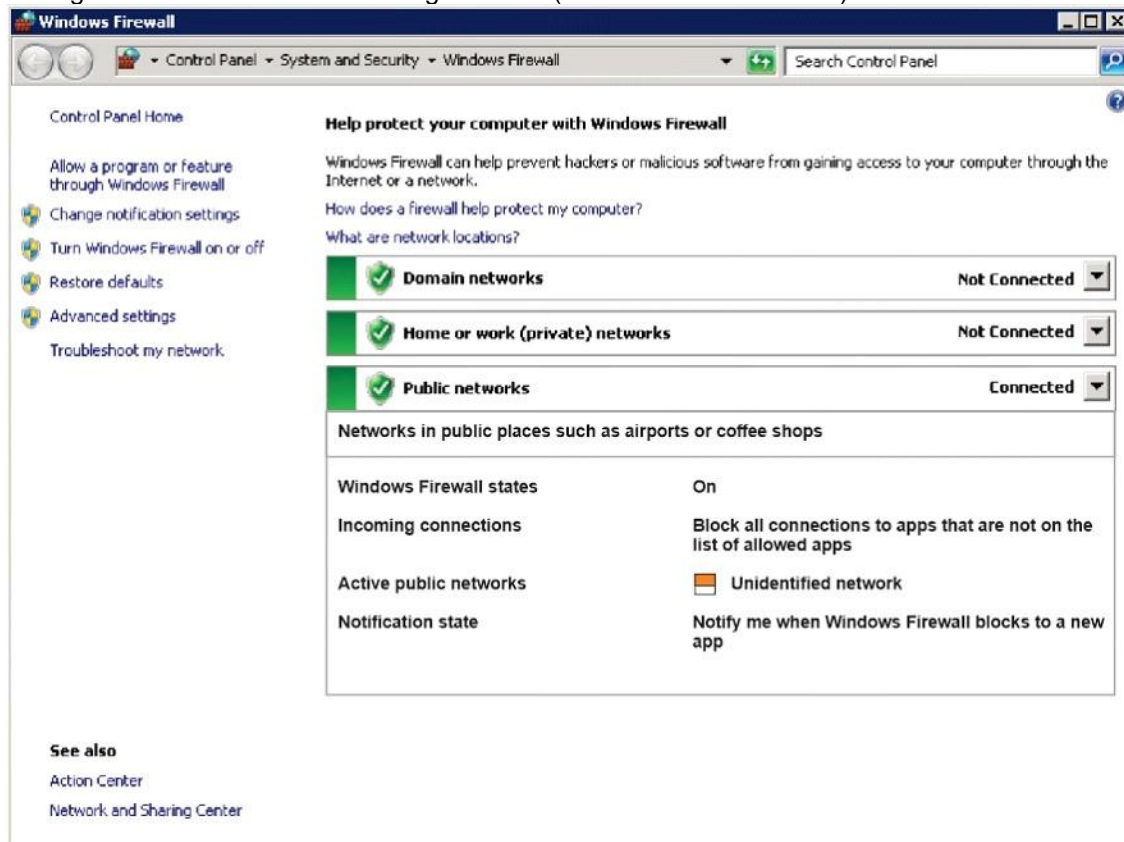 Windows Firewall
Control Panel
System and Security
Windows Firewall
Search Control Panel
Control Panel Home
Allow a program or feature
through Windows Firewall
Change notification settings
Turn Windows Firewall on or off
Restore defaults
Advanced settings
Troubleshoot my network
Help protect your computer with Windows Firewall
Windows Firewall can help prevent hackers or malicious software from gaining access to your computer through the
Internet or a network.
How does a firewall help protect my computer?
What are network locations?
Domain networks Not Connected
Home or work (private) networks Not Connected
Public networks Connected
Networks in public places such as airports or coffee shops
Windows Firewall states On
Incoming connections Block all connections to apps that are not on the
list of allowed apps
Active public networks Unidentified network
Notification state Notify me when Windows Firewall blocks to a new
app
See also
Action Center
Network and Sharing Center